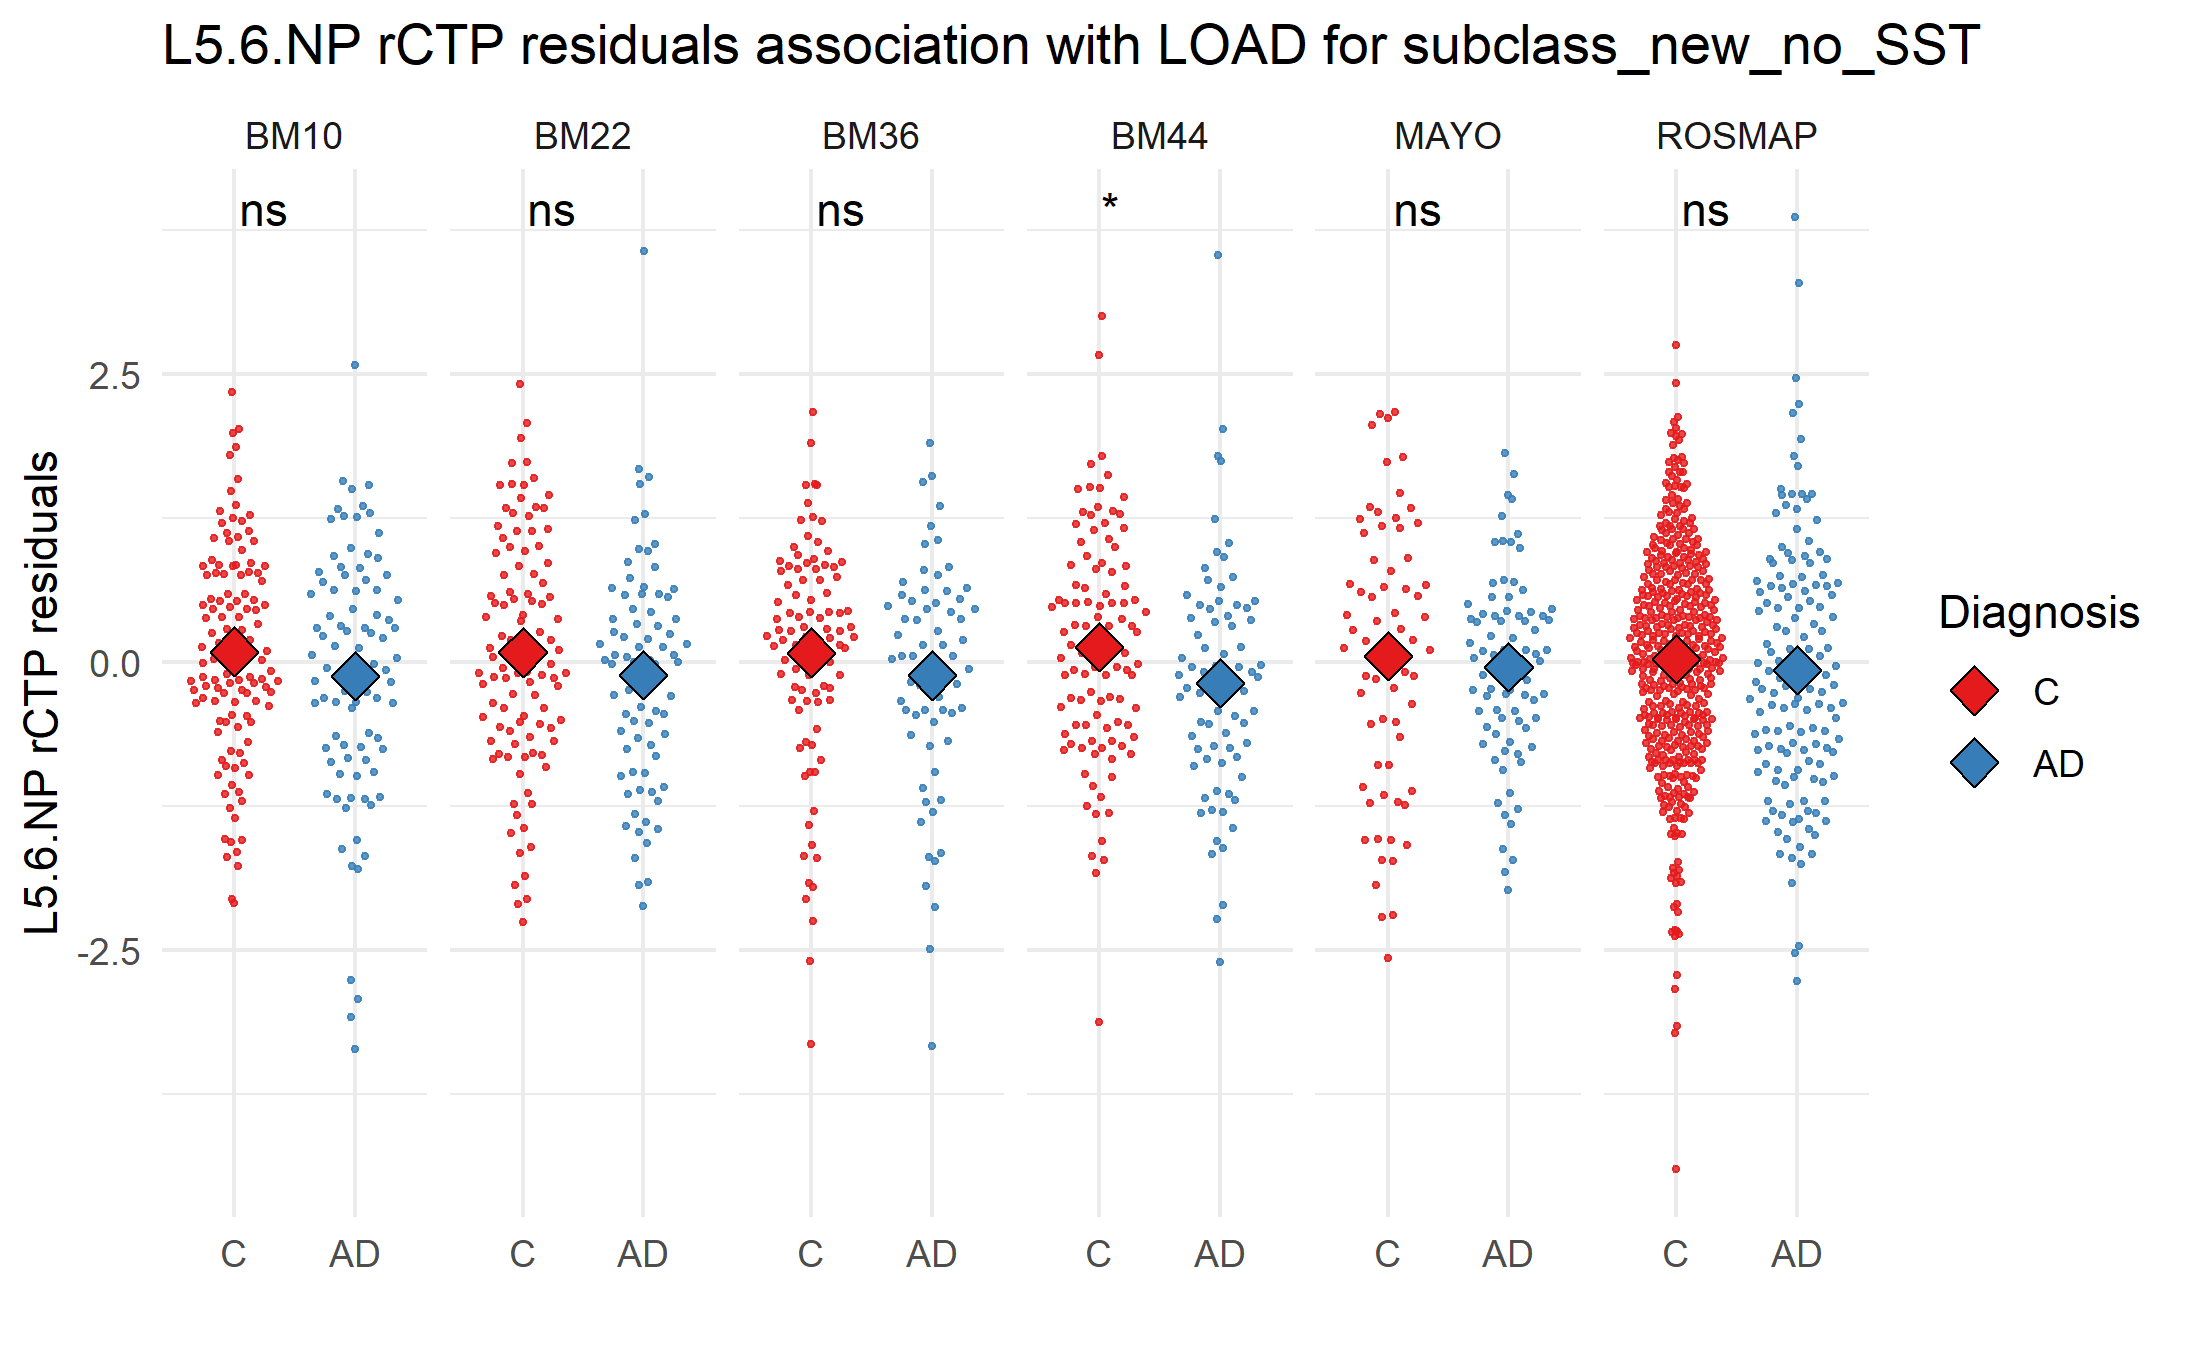 L5.6.NP rCTP residuals association with LOAD for subclass_new_no_SST
BM10 BM22 BM36 BM44 MAYO ROSMAP
ns ns ns * ns ns
2.5
0.0
-2.5
L5.6.NP rCTP residuals
C AD C AD C AD C AD C AD C AD
Diagnosis
C
AD